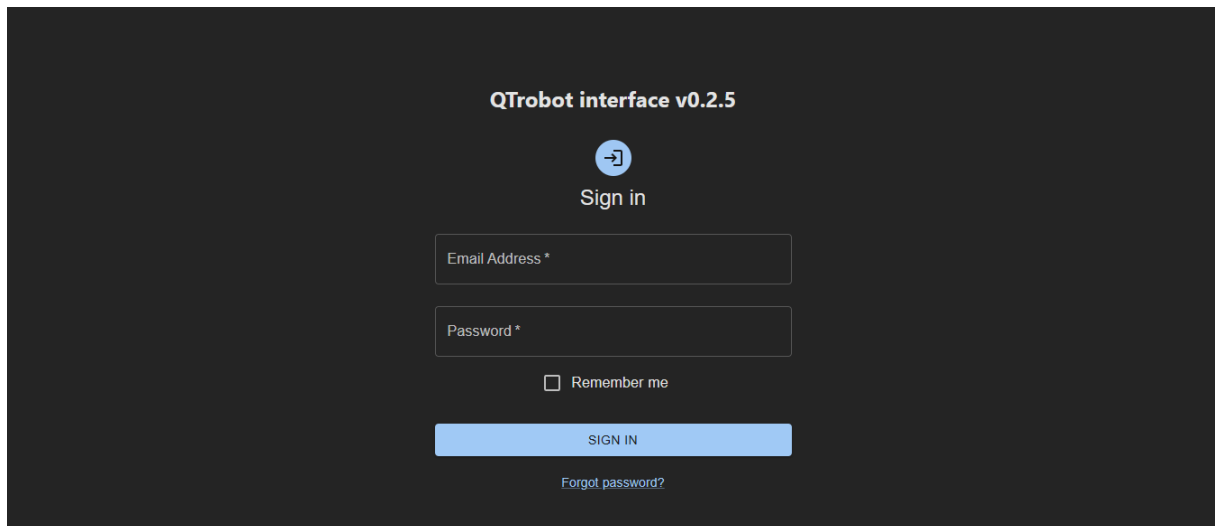 QTrobot interface v0.2.5
Sign in
Email Address *
Password *
Remember me
SIGN IN
Forgot password?